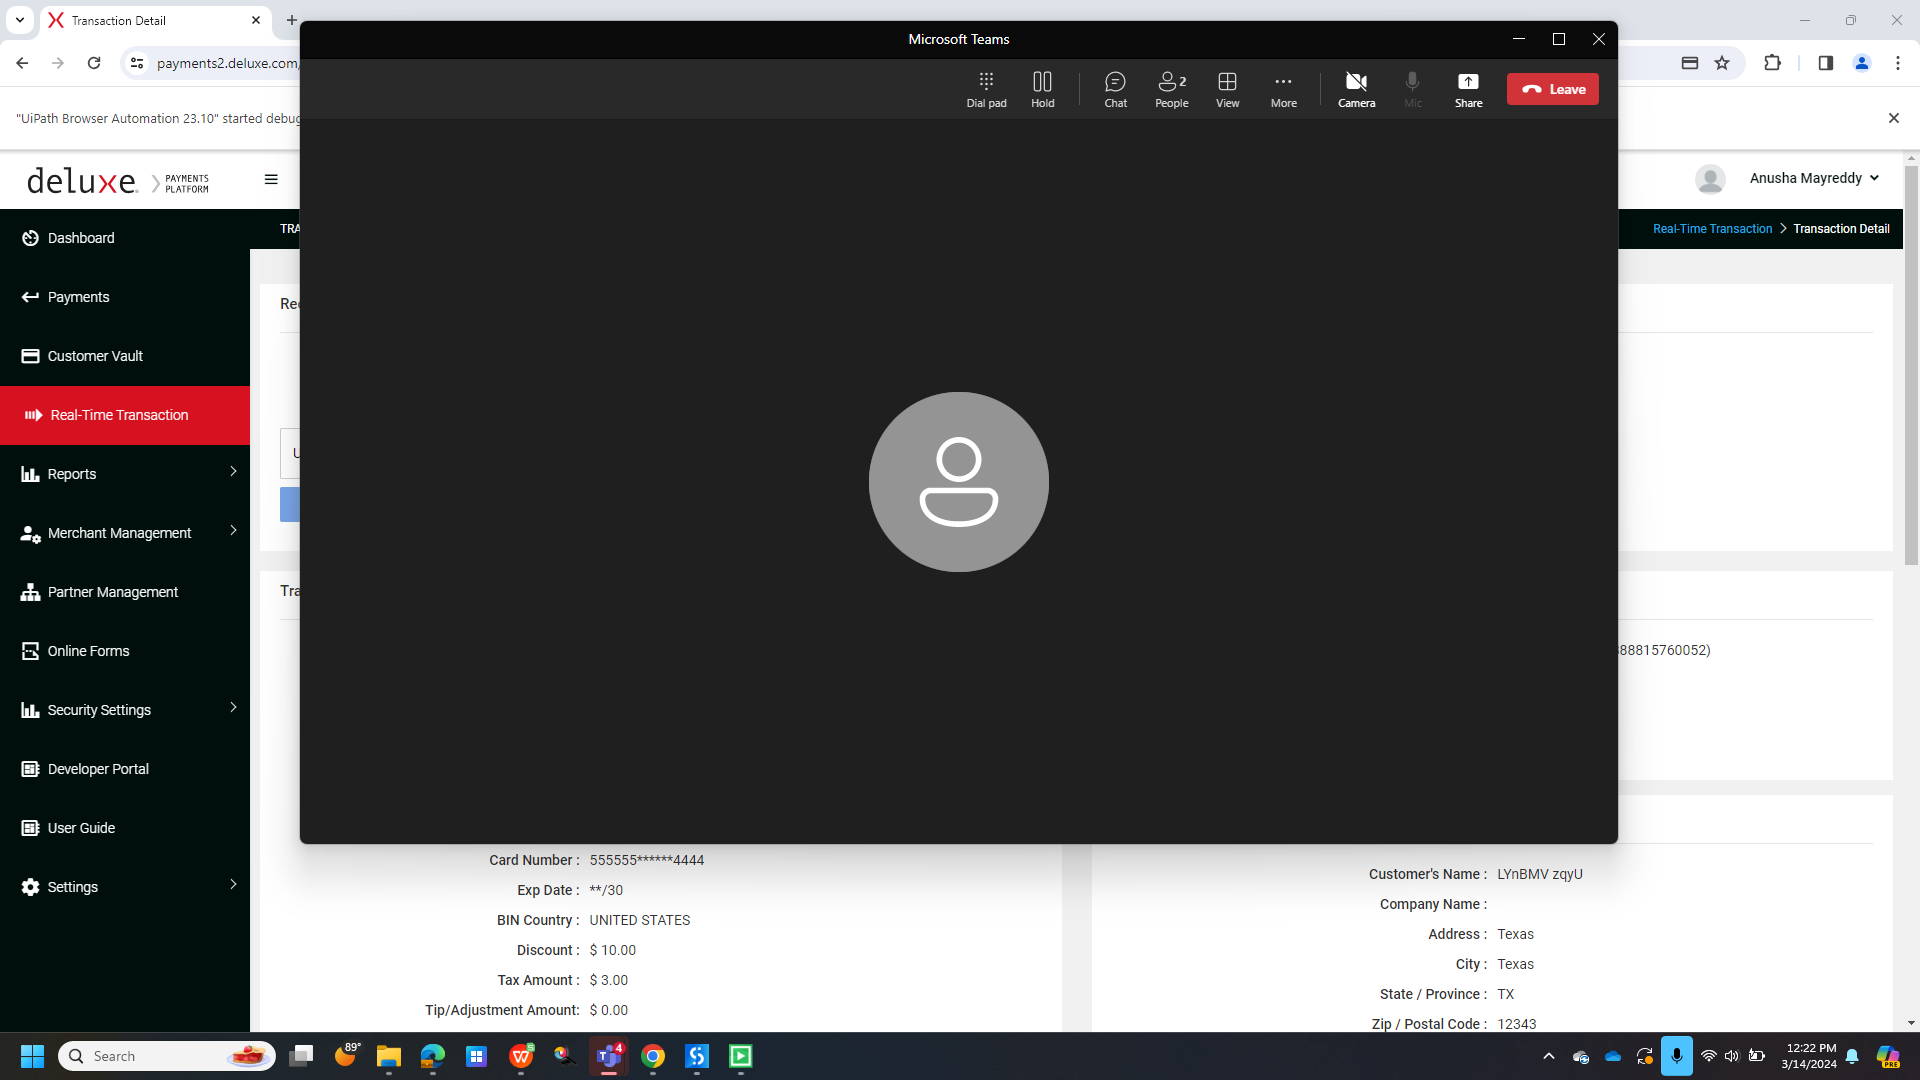 Transaction Detail
payments2.deluxe.com
"UiPath Browser Automation 23.10" started debug
Microsoft Teams
Dial pad
Hold
Chat
2
People
View
More
Camera
Mic
Share
Leave
deluxe. PAYMENTS
PLATFORM
Anusha Mayreddy
TRA
Real-Time Transaction
Transaction Detail
Dashboard
Payments
Customer Vault
Real-Time Transaction
Reports
Merchant Management
Partner Management
Online Forms
Security Settings
Developer Portal
User Guide
Settings
Rec
Tra
88815760052)
Card Number : 555555******4444
Exp Date : **/30
BIN Country : UNITED STATES
Discount : $ 10.00
Tax Amount : $ 3.00
Tip/Adjustment Amount: $ 0.00
Customer's Name : LYnBMV zqyU
Company Name :
Address : Texas
City : Texas
State / Province : TX
Zip / Postal Code : 12343
Search
89°
4
12:22 PM
3/14/2024
PRE